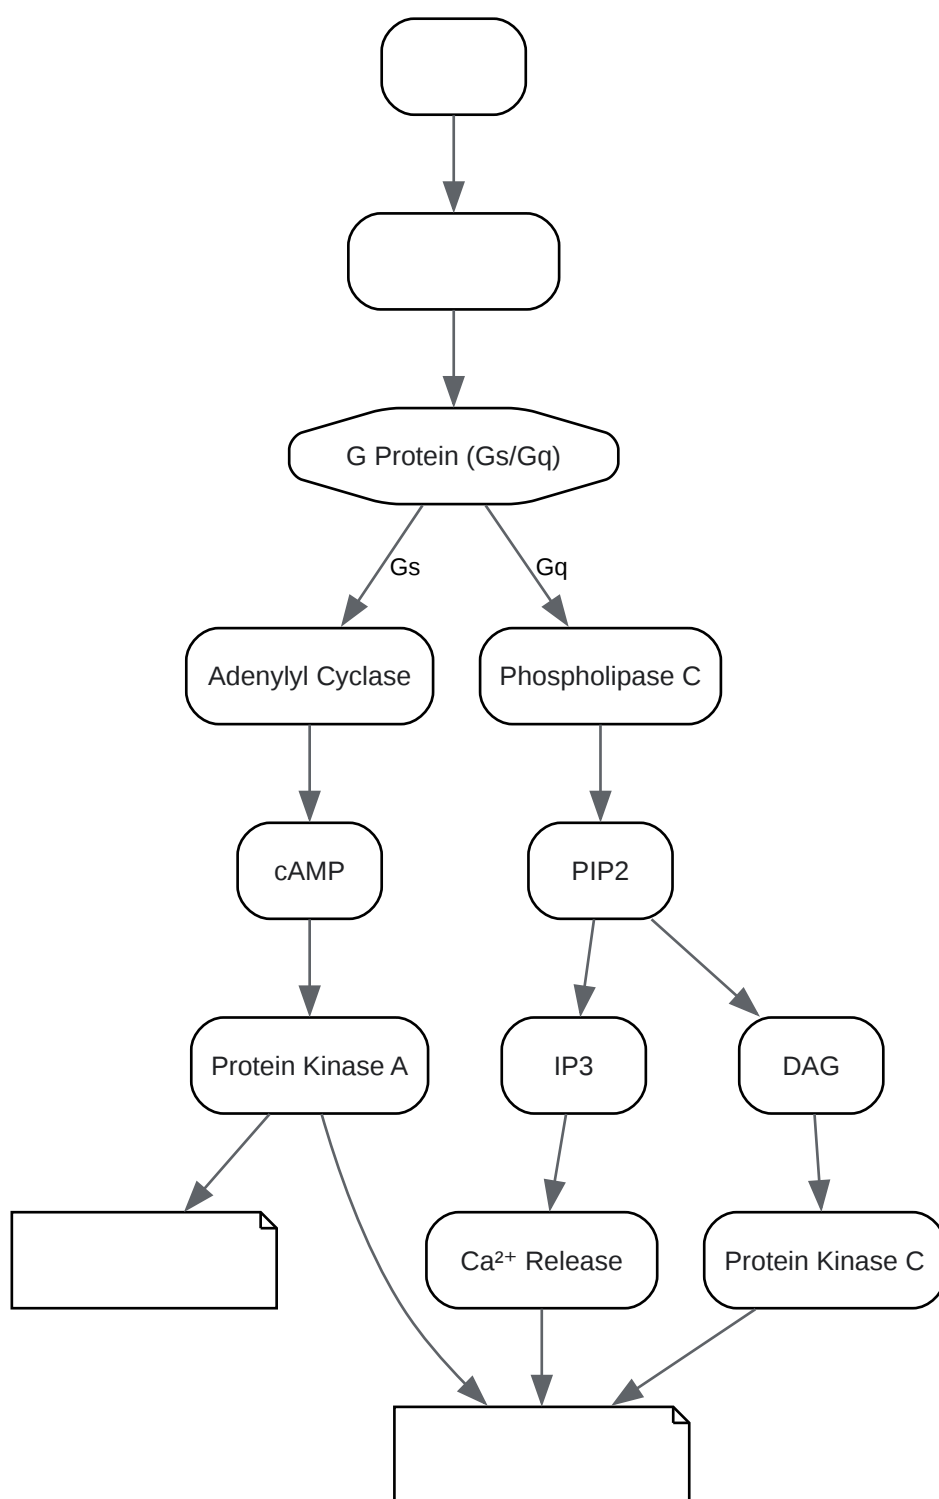 G Protein (Gs/Gq)
Gs
Gq
Adenylyl Cyclase
Phospholipase C
cAMP
PIP2
Protein Kinase A
IP3
DAG
Ca²⁺ Release
Protein Kinase C